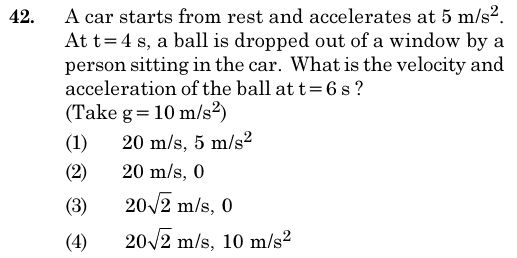 42. A car starts from rest and accelerates at 5 m/s².
At t=4 s, a ball is dropped out of a window by a
person sitting in the car. What is the velocity and
acceleration of the ball at t=6 s ?
(Take g=10 m/s²)
(1) 20 m/s, 5 m/s²
(2) 20 m/s, 0
(3) 20√2 m/s, 0
(4) 20√2 m/s, 10 m/s²